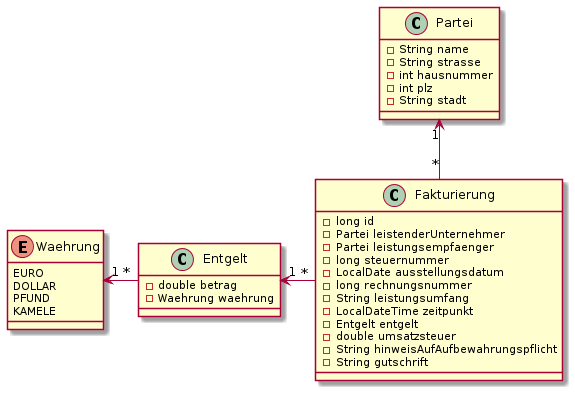 C Partei
String name
String strasse
int hausnummer
int plz
String stadt
1
*
C Fakturierung
long id
Partei leistenderUnternehmer
Partei leistungsempfaenger
long steuernummer
LocalDate ausstellungsdatum
long rechnungsnummer
String leistungsumfang
LocalDateTime zeitpunkt
Entgelt entgelt
double umsatzsteuer
String hinweisAufAufbewahrungspflicht
String gutschrift
E Waehrung
EURO
DOLLAR
PFUND
KAMELE
1 *
C Entgelt
double betrag
Waehrung waehrung
1 *